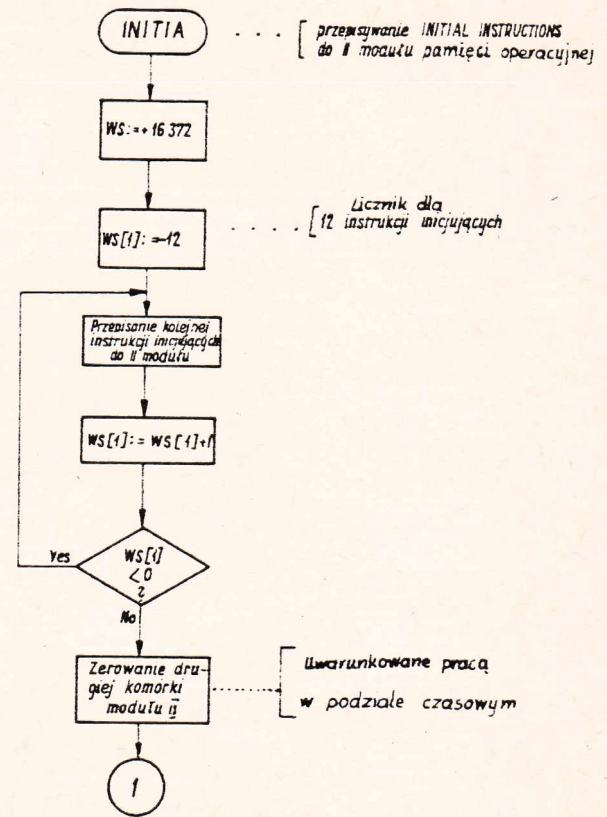 INITIA
przepisywanie INITIAL INSTRUCTIONS
do II modułu pamięci operacyjnej
WS:=+16 372
WS[1]:=-12
Licznik dla
12 instrukcji inicjujących
Przepisanie kolejnej
instrukcji inicjujących
do II modułu
WS[1]:= WS[1]+1
Yes
WS[1]
<0
?
No
Zerowanie dru-
giej komórki
modułu II
Uwarunkowane pracą
w podziale czasowym
1